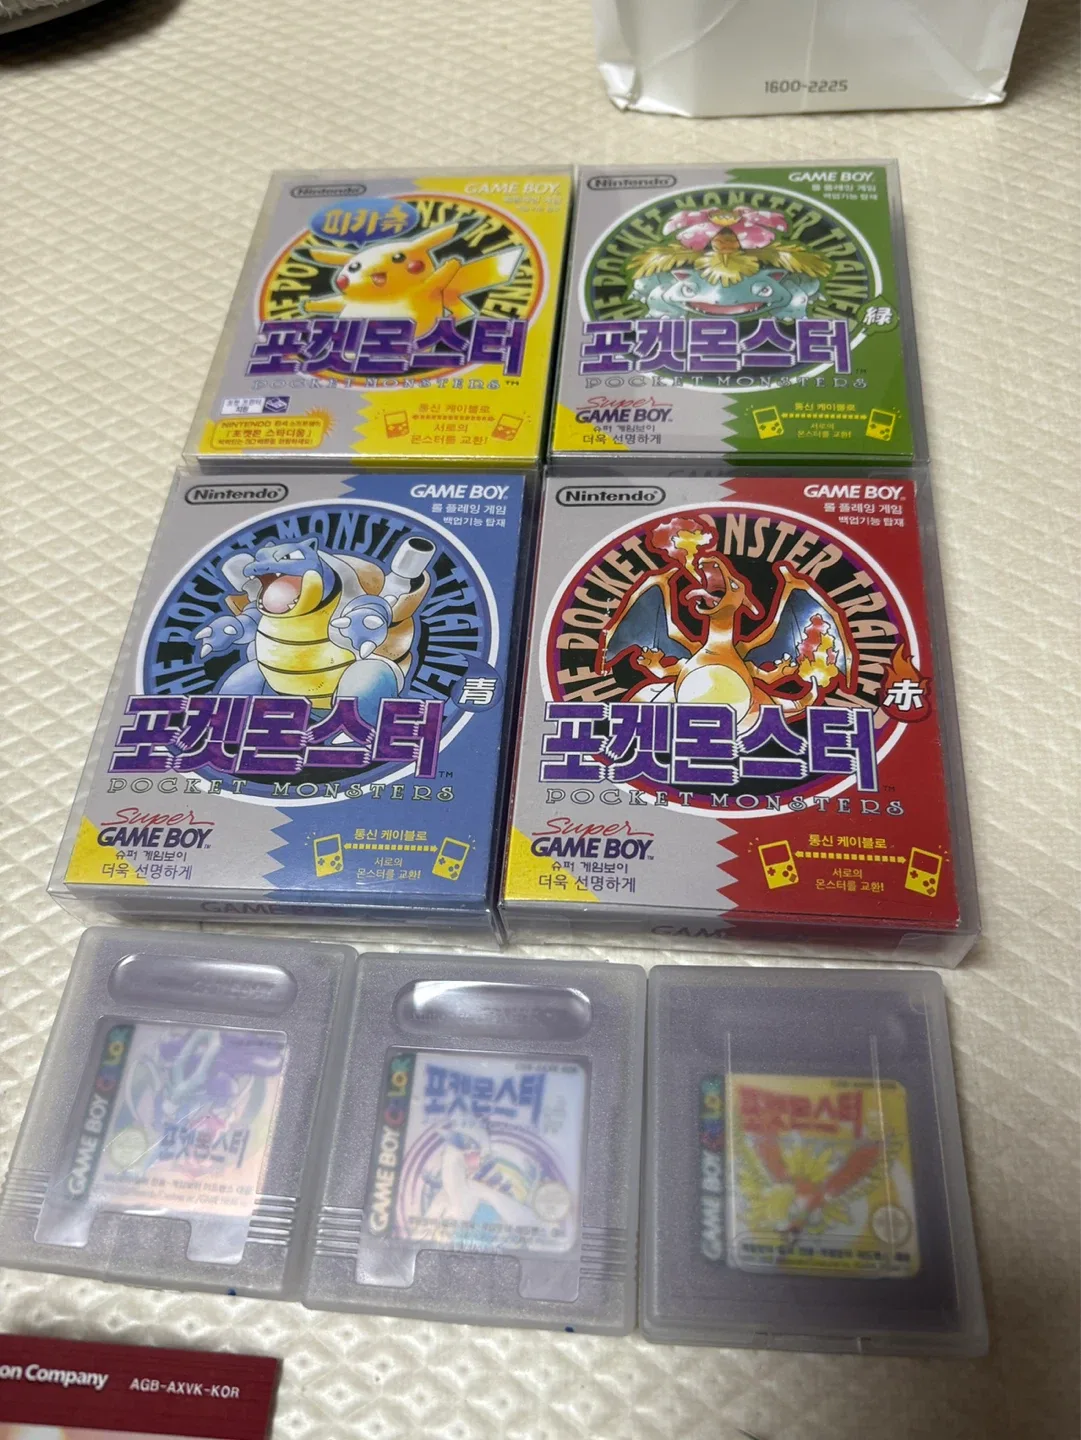 1600-2225
Nintendo
GAME BOY
피카츄
포켓몬스터
POCKET MONSTERS™
통신 케이블로
서로의
몬스터를 교환!
Nintendo
GAME BOY
롤 플레잉 게임
백업기능 탑재
THE POCKET MONSTER TRAINER
緑
포켓몬스터
POCKET MONSTERS
Super
GAME BOY
슈퍼 게임보이
더욱 선명하게
통신 케이블로
서로의
몬스터를 교환!
Nintendo
GAME BOY
롤 플레잉 게임
백업기능 탑재
THE POCKET MONSTER TRAINER
青
포켓몬스터™
POCKET MONSTERS
Super
GAME BOY™
슈퍼 게임보이
더욱 선명하게
통신 케이블로
서로의
몬스터를 교환!
Nintendo
GAME BOY
롤 플레잉 게임
백업기능 탑재
THE POCKET MONSTER TRAINER
赤
포켓몬스터™
POCKET MONSTERS
Super
GAME BOY™
슈퍼 게임보이
더욱 선명하게
통신 케이블로
서로의
몬스터를 교환!
GAME BOY COLOR
포켓몬스터
GAME BOY COLOR
포켓몬스터
GAME BOY COLOR
포켓몬스터
on Company AGB-AXVK-KOR